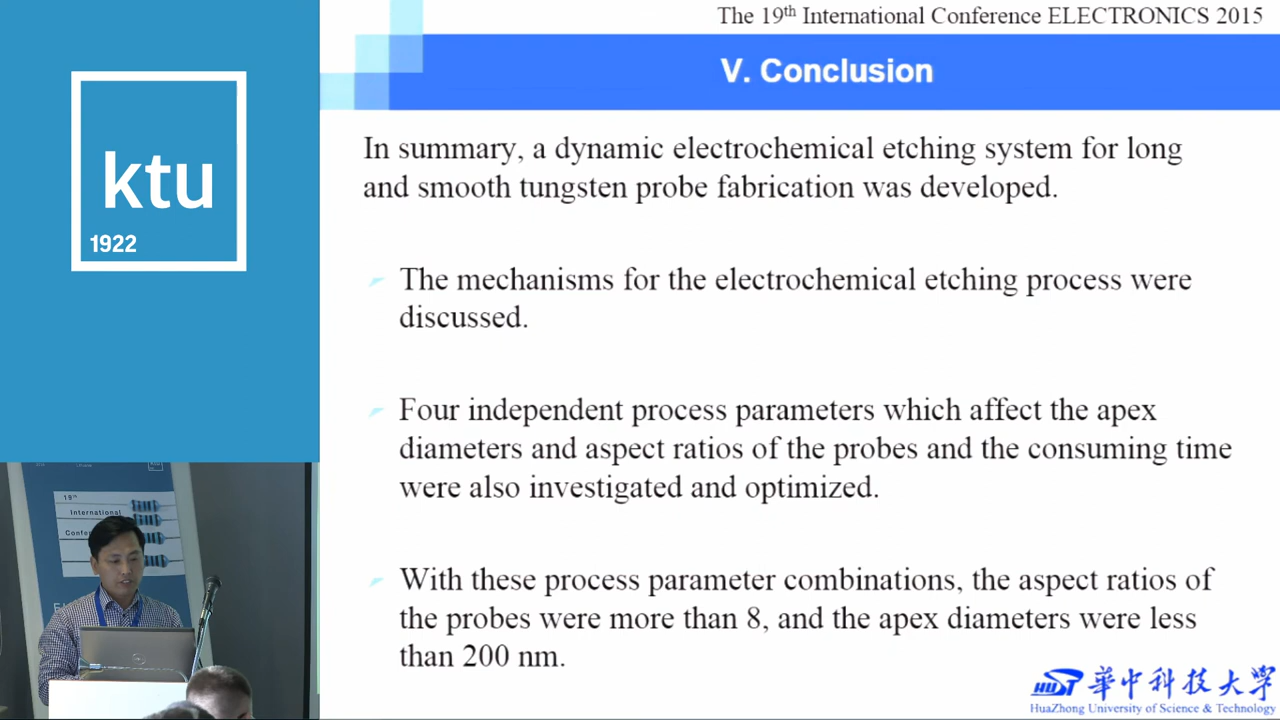 The 19th International Conference ELECTRONICS 2015
V. Conclusion
ktu
1922
In summary, a dynamic electrochemical etching system for long
and smooth tungsten probe fabrication was developed.
The mechanisms for the electrochemical etching process were
discussed.
Four independent process parameters which affect the apex
diameters and aspect ratios of the probes and the consuming time
were also investigated and optimized.
With these process parameter combinations, the aspect ratios of
the probes were more than 8, and the apex diameters were less
than 200 nm.
HUST 華中科技大学
HuaZhong University of Science & Technology
ktu
19th
International